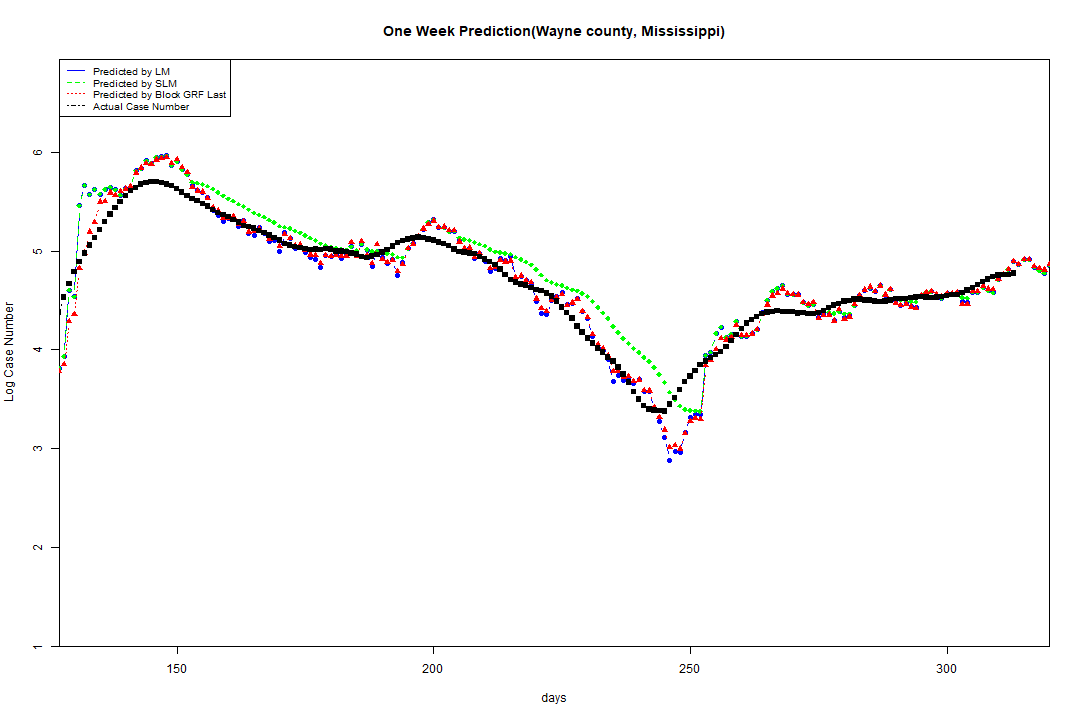 One Week Prediction(Wayne county, Mississippi)
Predicted by LM
Predicted by SLM
Predicted by Block GRF Last
Actual Case Number
6
5
4
3
2
1
Log Case Number
150 200 250 300
days